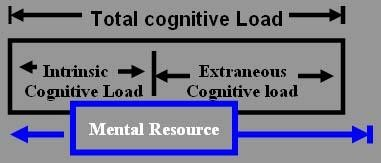 Total cognitive Load
Intrinsic
Cognitive Load
Extraneous
Cognitive load
Mental Resource